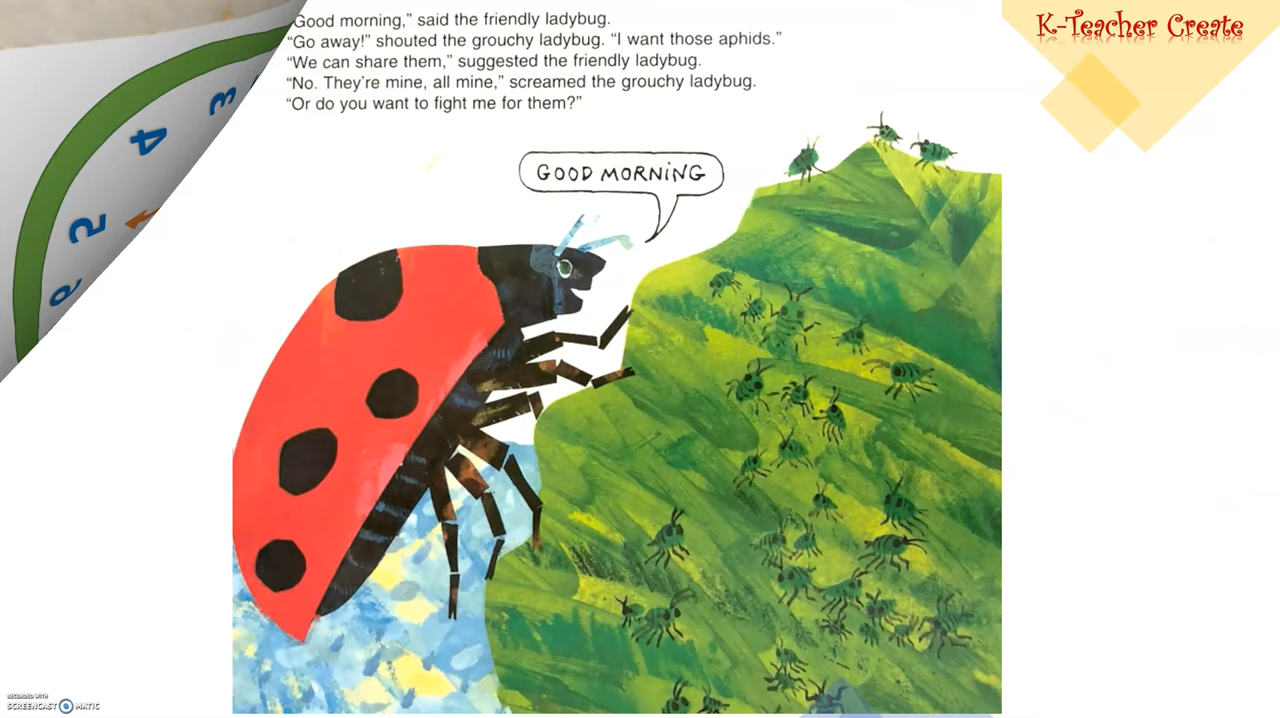 Good morning,” said the friendly ladybug.
“Go away!” shouted the grouchy ladybug. “I want those aphids.”
“We can share them,” suggested the friendly ladybug.
“No. They’re mine, all mine,” screamed the grouchy ladybug.
“Or do you want to fight me for them?”
GOOD MORNING
K-Teacher Create
3
4
5
RECORDED WITH
SCREENCAST MATIC